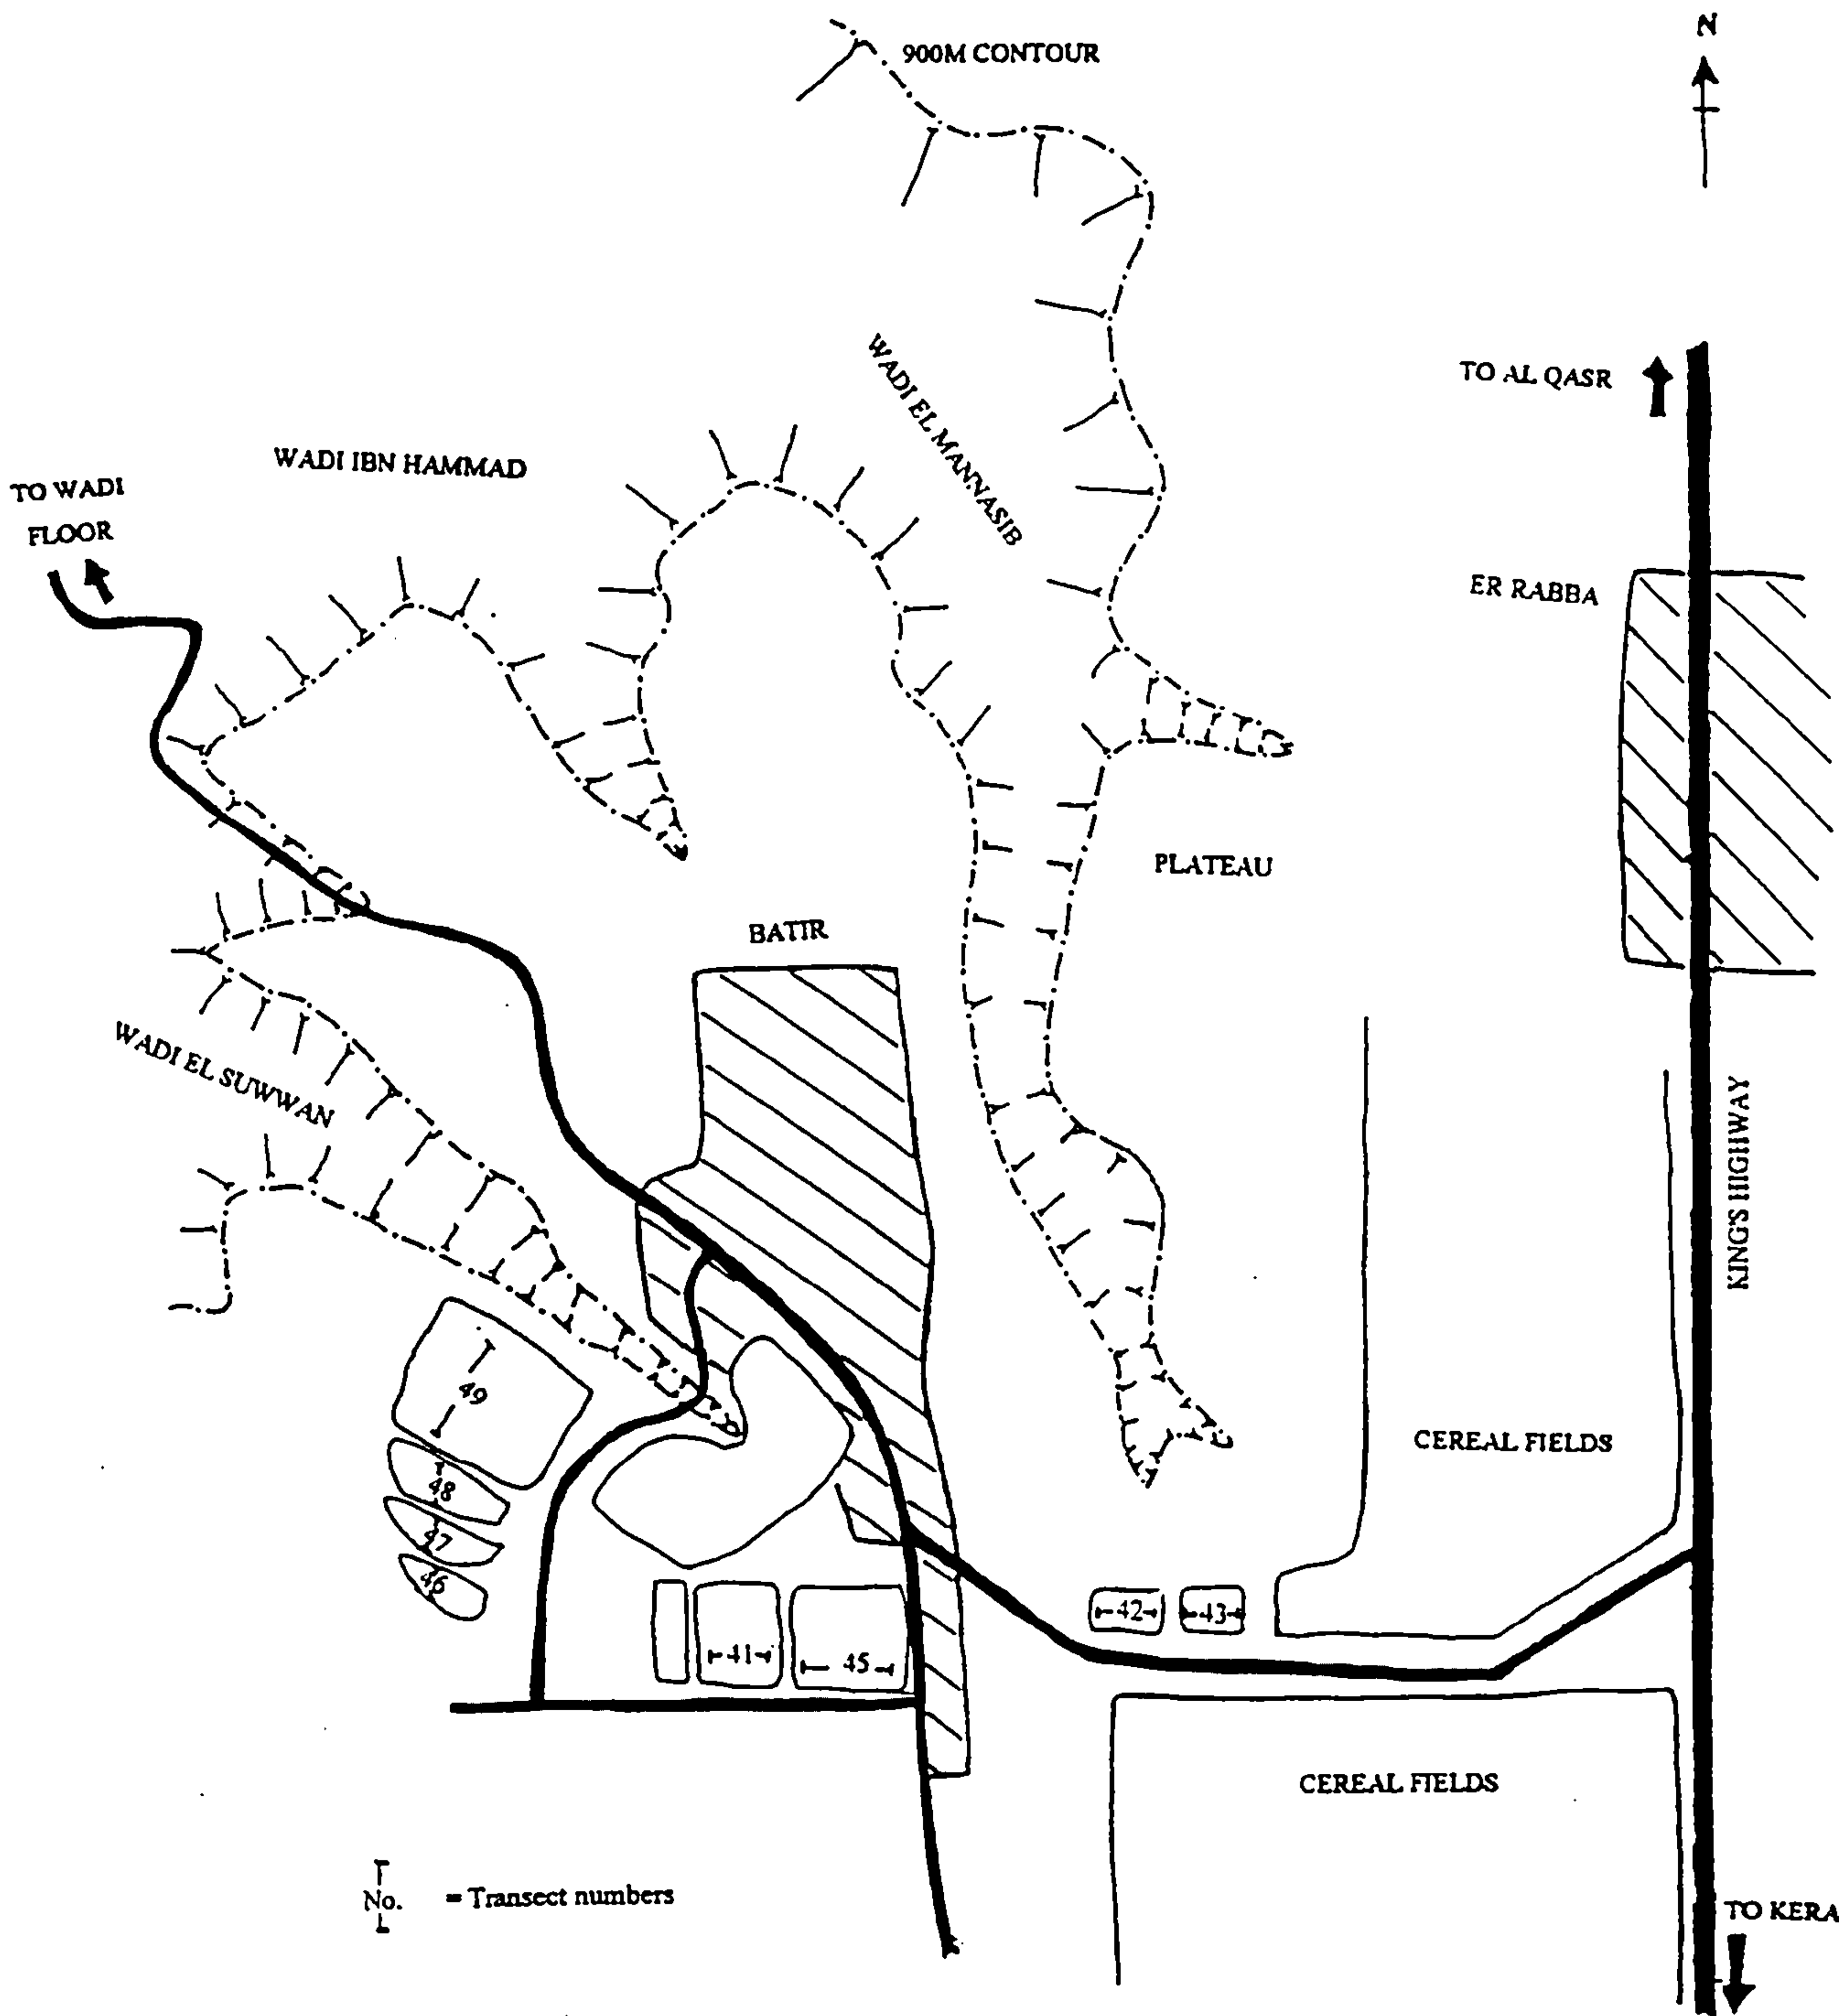 N
900M CONTOUR
TO AL QASR
WADI EL MANNASIB
WADI IBN HAMMAD
TO WADI
FLOOR
ER RABBA
PLATEAU
BATIR
WADI EL SUWWAN
KING'S HIGHWAY
49
CEREAL FIELDS
48
47
46
42
43
41
45
CEREAL FIELDS
No. = Transect numbers
TO KERA